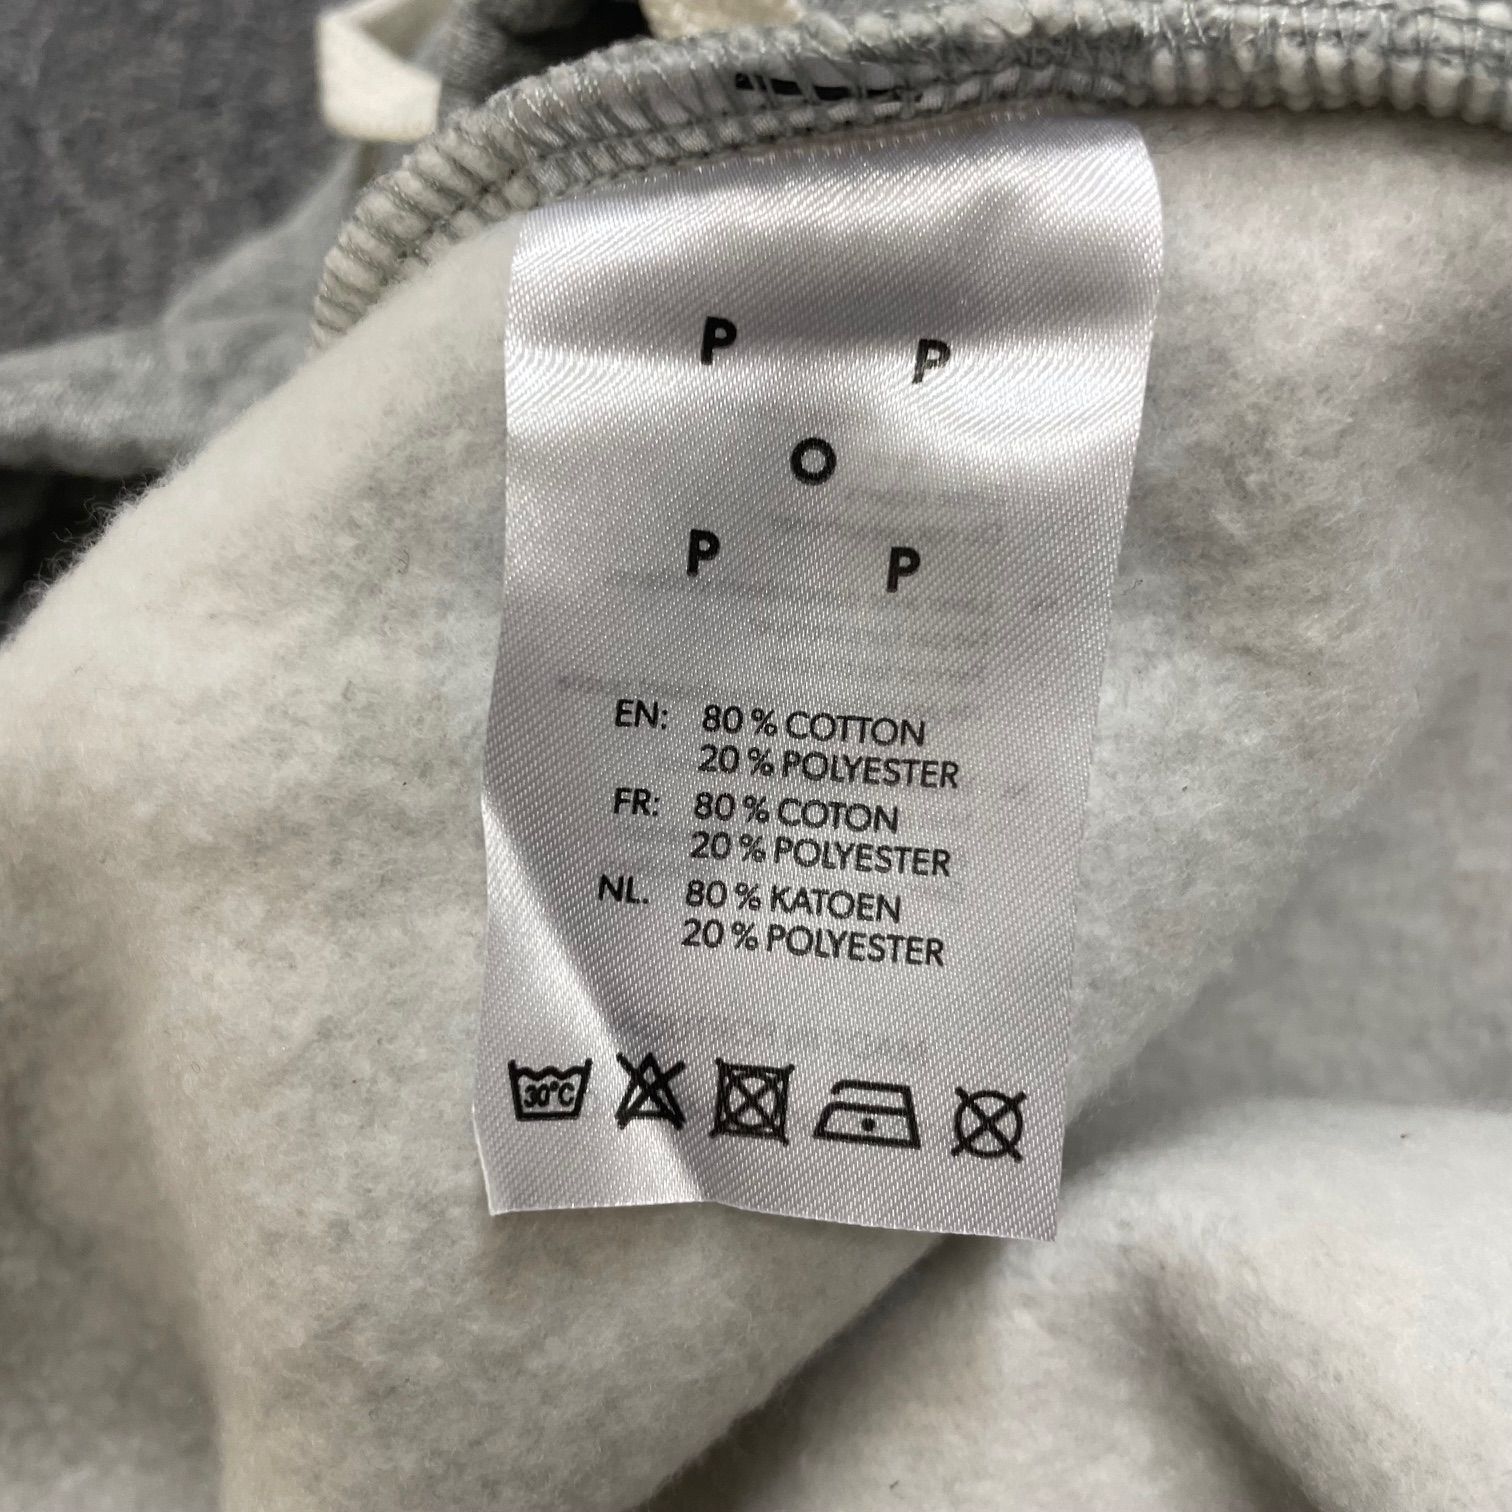 P P
O
P P
EN: 80 % COTTON
20 % POLYESTER
FR: 80 % COTON
20 % POLYESTER
NL. 80 % KATOEN
20 % POLYESTER
30°C